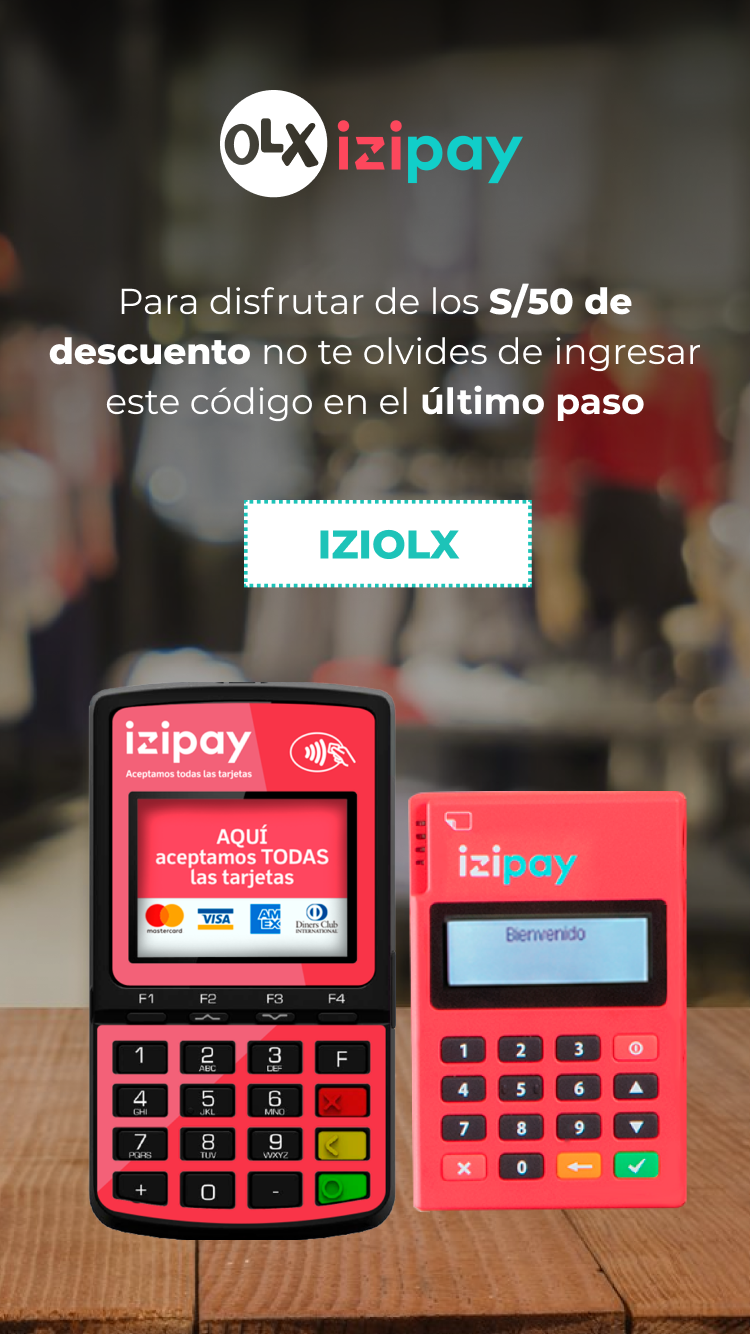 OLX izipay
Para disfrutar de los S/50 de
descuento no te olvides de ingresar
este código en el último paso
IZIOLX
izipay
Aceptamos todas las tarjetas
AQUÍ
aceptamos TODAS
las tarjetas
mastercard VISA AM EX Diners Club INTERNATIONAL
F1 F2 F3 F4
1 2 ABC 3 DEF F
4 GHI 5 JKL 6 MNO
7 PQRS 8 TUV 9 WXYZ
+ 0 -
izipay
Bienvenido
1 2 3
4 5 6
7 8 9
0